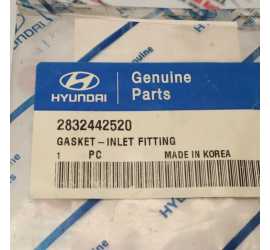 HYUNDAI
Genuine
Parts
2832442520
GASKET-INLET FITTING
1 PC MADE IN KOREA